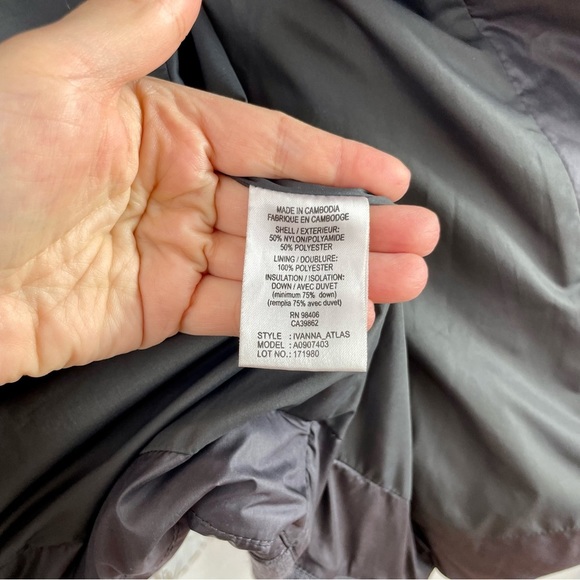 MADE IN CAMBODIA
FABRIQUE EN CAMBODGE
SHELL / EXTERIEUR:
50% NYLON/POLYAMIDE
50% POLYESTER
LINING / DOUBLURE:
100% POLYESTER
INSULATION / ISOLATION:
DOWN / AVEC DUVET
(minimum 75% down)
(remplia 75% avec duvet)
RN 98406
CA39862
STYLE : IVANNA_ATLAS
MODEL : A0907403
LOT NO.: 171980